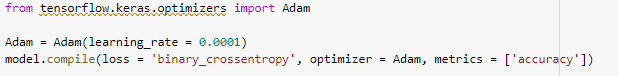 from tensorflow.keras.optimizers import Adam
Adam = Adam(learning_rate = 0.0001)
model.compile(loss = 'binary_crossentropy', optimizer = Adam, metrics = ['accuracy'])